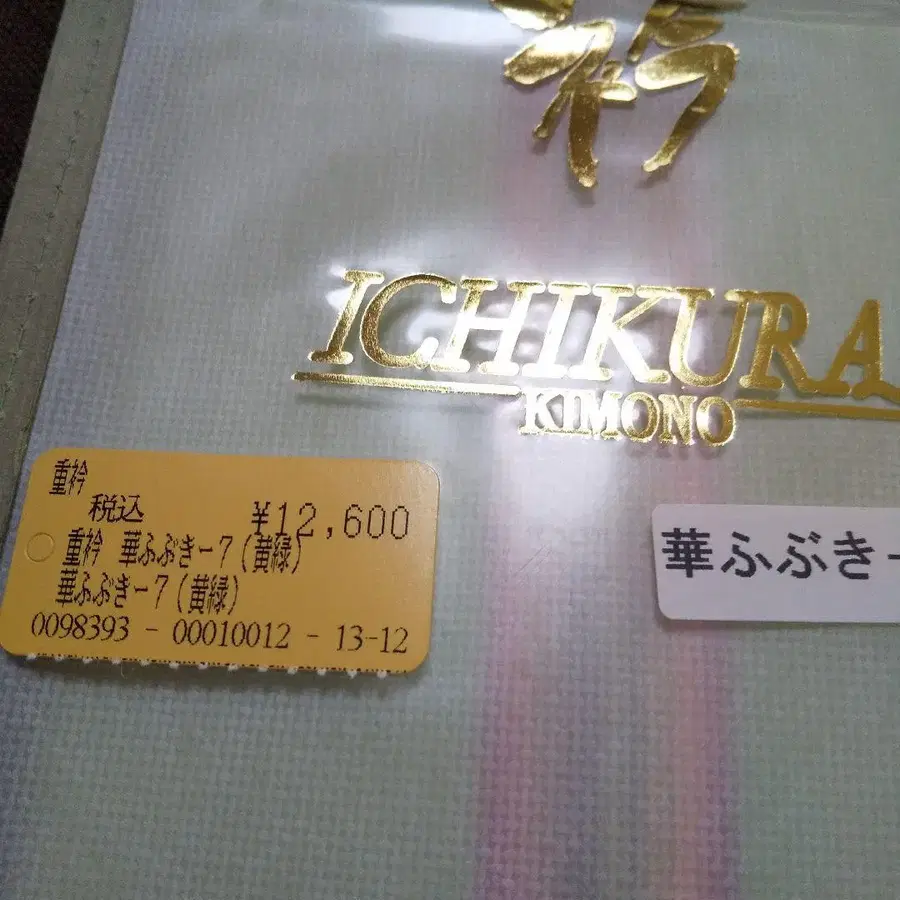 衿
ICHIKURA
KIMONO
重衿
税込 ¥12,600
重衿 華ふぶきー7(黄緑)
華ふぶきー7(黄緑)
0098393 - 00010012 - 13-12
華ふぶきー